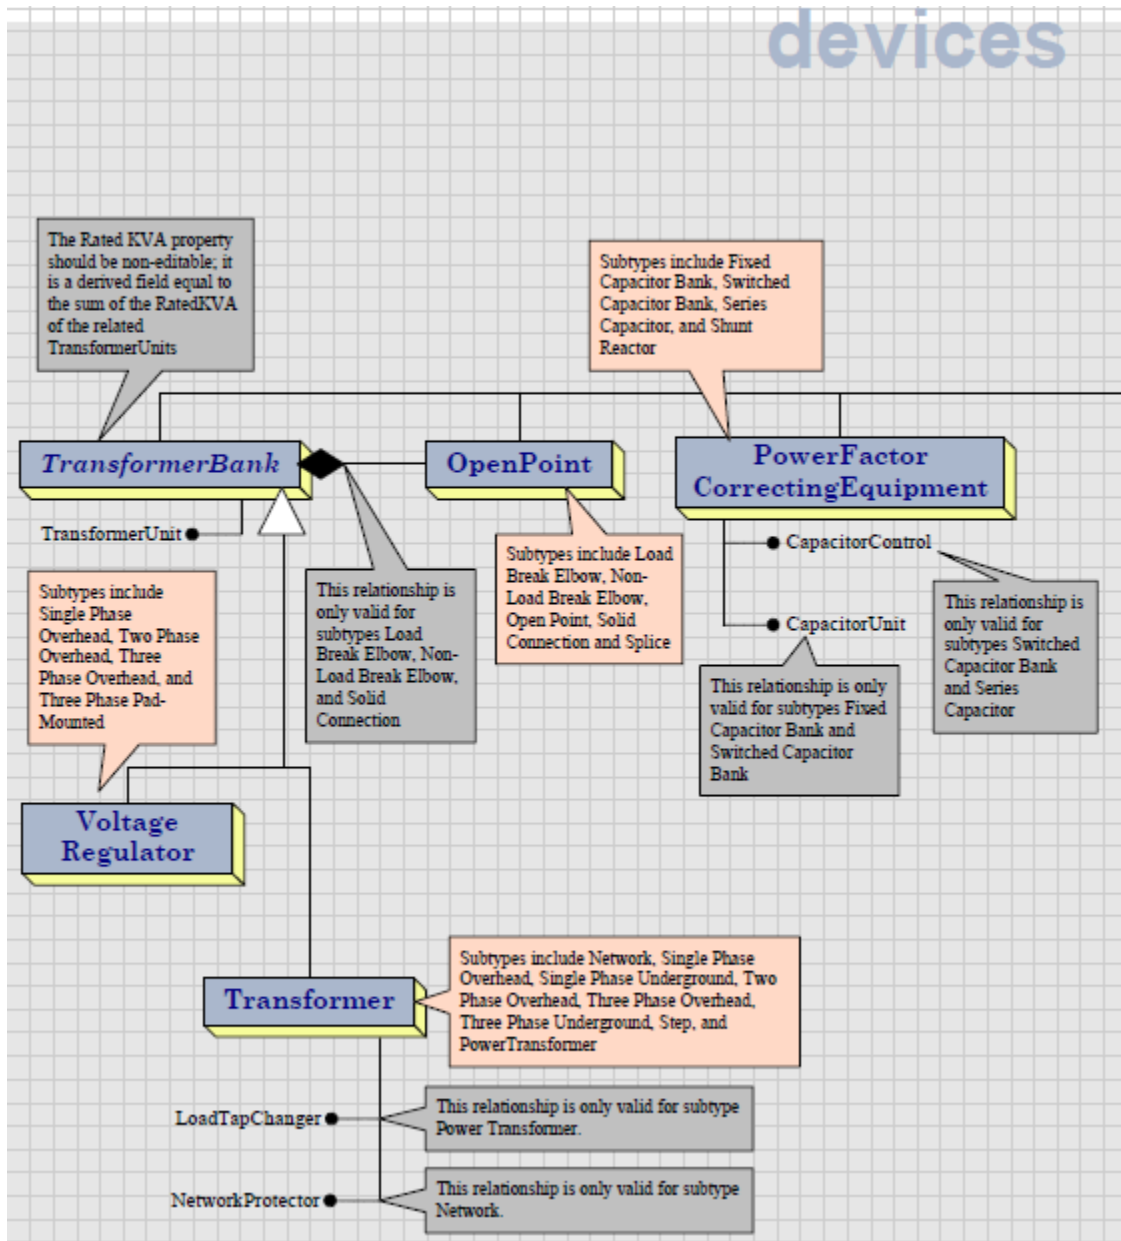 devices
The Rated KVA property
should be non-editable; it
is a derived field equal to
the sum of the RatedKVA
of the related
TransformerUnits
Subtypes include Fixed
Capacitor Bank, Switched
Capacitor Bank, Series
Capacitor, and Shunt
Reactor
TransformerBank
OpenPoint
PowerFactor
CorrectingEquipment
TransformerUnit
Subtypes include
Single Phase
Overhead, Two Phase
Overhead, Three
Phase Overhead, and
Three Phase Pad-
Mounted
This relationship is
only valid for
subtypes Load
Break Elbow, Non-
Load Break Elbow,
and Solid
Connection
Subtypes include Load
Break Elbow, Non-
Load Break Elbow,
Open Point, Solid
Connection and Splice
CapacitorControl
CapacitorUnit
This relationship is
only valid for
subtypes Switched
Capacitor Bank
and Series
Capacitor
This relationship is only
valid for subtypes Fixed
Capacitor Bank and
Switched Capacitor
Bank
Voltage
Regulator
Transformer
Subtypes include Network, Single Phase
Overhead, Single Phase Underground, Two
Phase Overhead, Three Phase Overhead,
Three Phase Underground, Step, and
PowerTransformer
LoadTapChanger
This relationship is only valid for subtype
Power Transformer.
NetworkProtector
This relationship is only valid for subtype
Network.